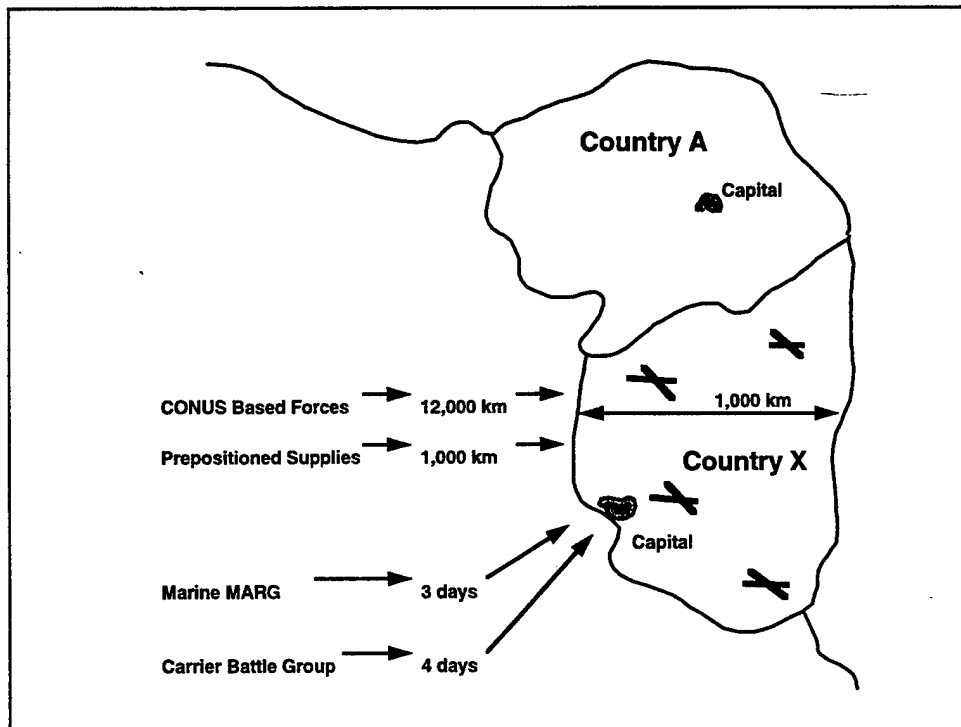 Country A
Capital
CONUS Based Forces 12,000 km 1,000 km
Prepositioned Supplies 1,000 km
Country X
Capital
Marine MARG 3 days
Carrier Battle Group 4 days